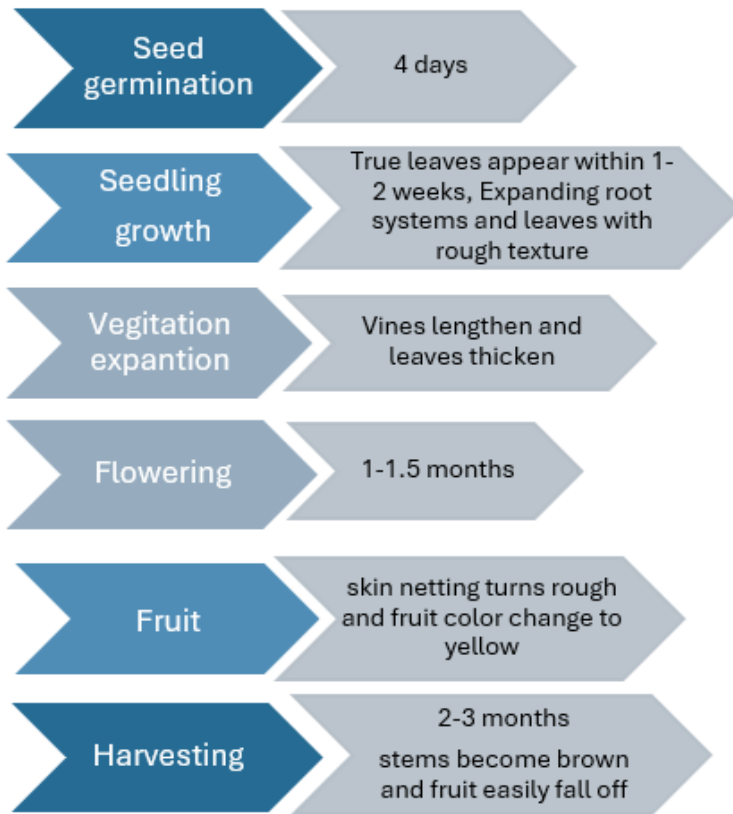 Seed
germination
4 days
Seedling
growth
True leaves appear within 1-
2 weeks, Expanding root
systems and leaves with
rough texture
Vegitation
expantion
Vines lengthen and
leaves thicken
Flowering
1-1.5 months
Fruit
skin netting turns rough
and fruit color change to
yellow
Harvesting
2-3 months
stems become brown
and fruit easily fall off